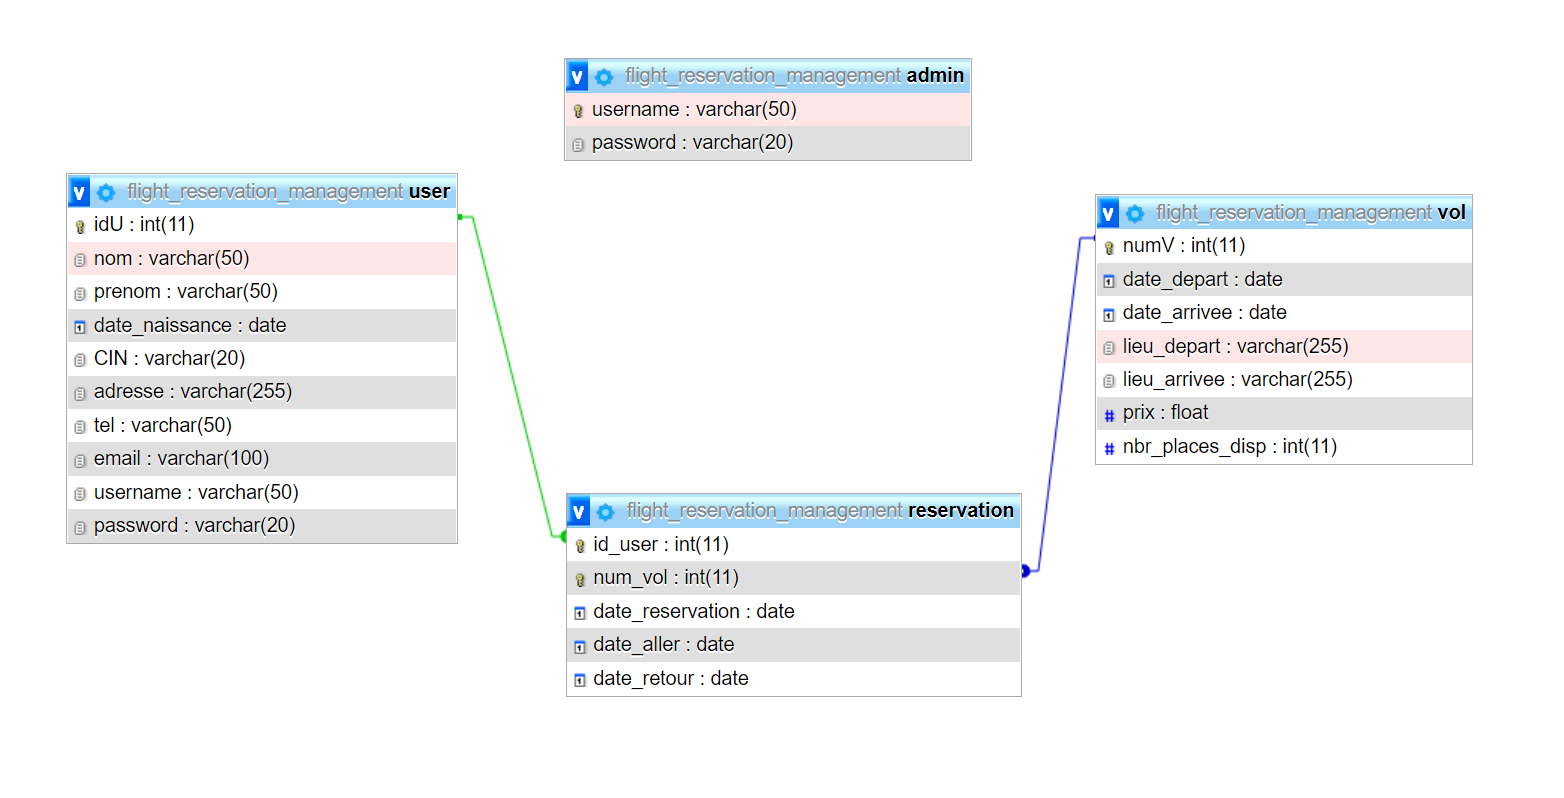 v flight_reservation_management admin
username : varchar(50)
password : varchar(20)
v flight_reservation_management user
idU : int(11)
nom : varchar(50)
prenom : varchar(50)
date_naissance : date
CIN : varchar(20)
adresse : varchar(255)
tel : varchar(50)
email : varchar(100)
username : varchar(50)
password : varchar(20)
v flight_reservation_management vol
numV : int(11)
date_depart : date
date_arrivee : date
lieu_depart : varchar(255)
lieu_arrivee : varchar(255)
# prix : float
# nbr_places_disp : int(11)
v flight_reservation_management reservation
id_user : int(11)
num_vol : int(11)
date_reservation : date
date_aller : date
date_retour : date